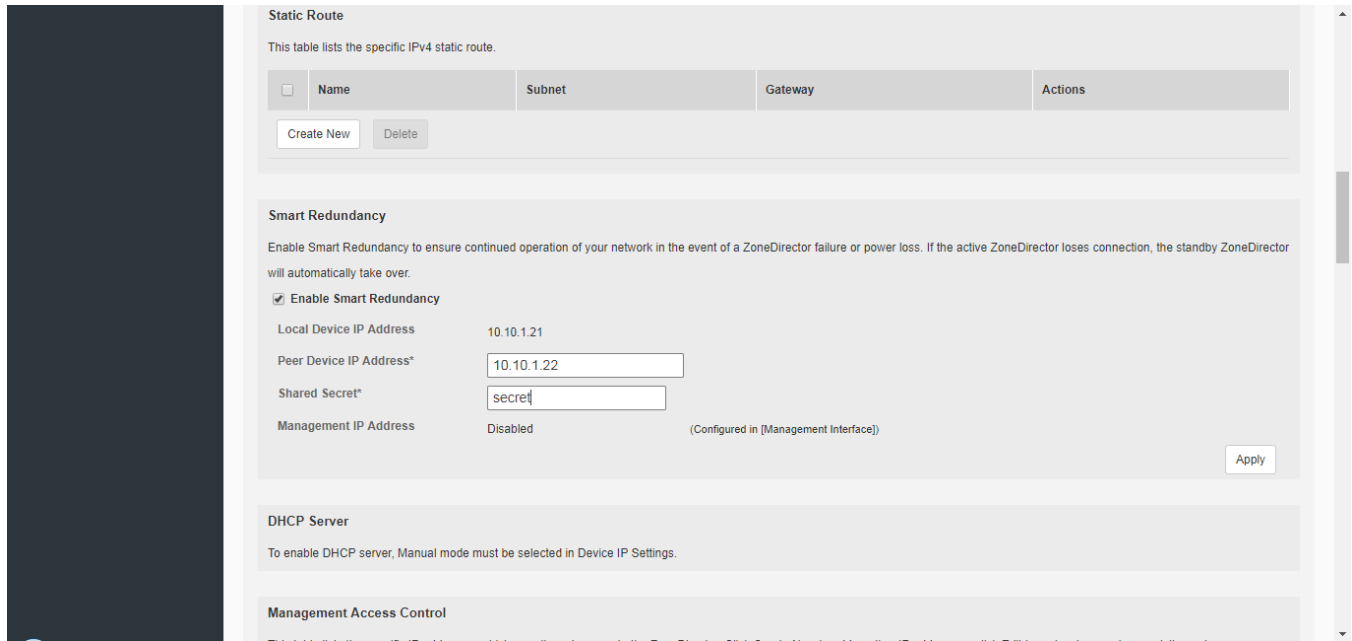 Static Route
This table lists the specific IPv4 static route.
Name Subnet Gateway Actions
Create New Delete
Smart Redundancy
Enable Smart Redundancy to ensure continued operation of your network in the event of a ZoneDirector failure or power loss. If the active ZoneDirector loses connection, the standby ZoneDirector
will automatically take over.
Enable Smart Redundancy
Local Device IP Address 10.10.1.21
Peer Device IP Address* 10.10.1.22
Shared Secret* secret
Management IP Address Disabled (Configured in [Management Interface])
Apply
DHCP Server
To enable DHCP server, Manual mode must be selected in Device IP Settings.
Management Access Control